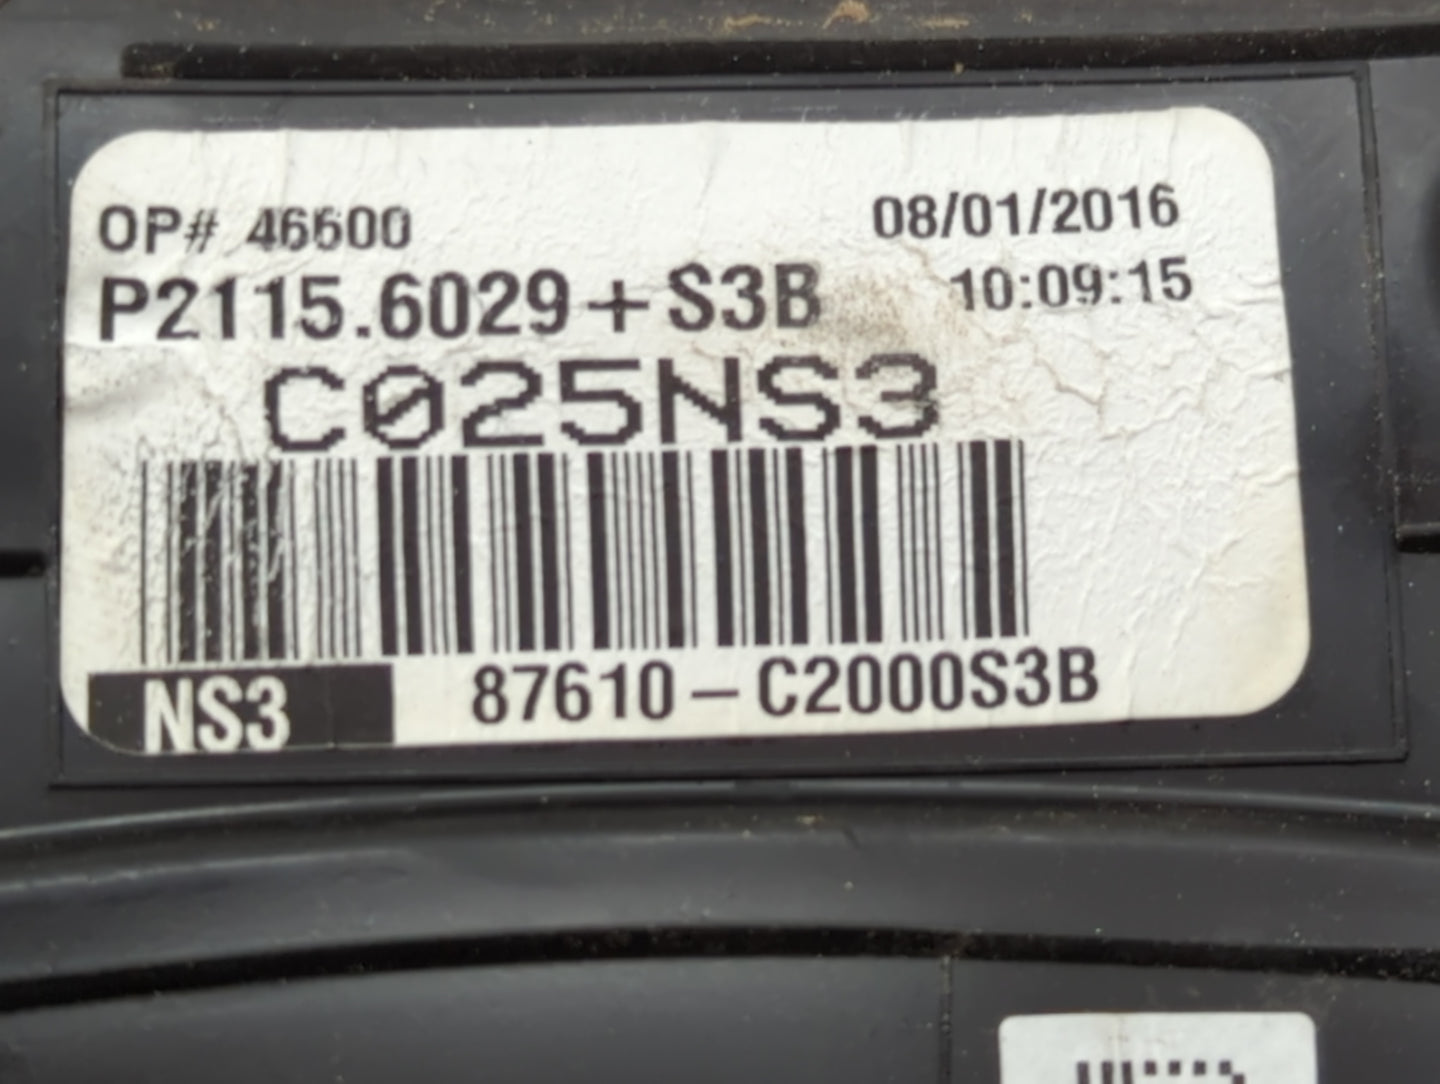 OP# 46600 08/01/2016
P2115.6029+S3B 10:09:15
C025NS3
NS3 87610-C2000S3B